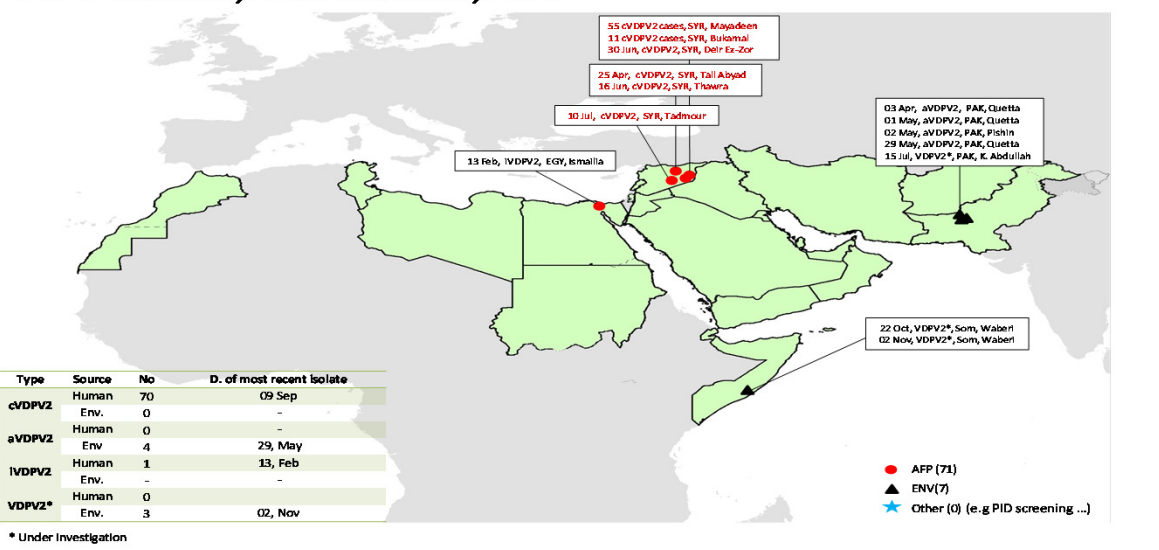 55 cVDPV2 cases, SYR, Mayadeen
11 cVDPV2 cases, SYR, Bukamal
30 Jun, cVDPV2, SYR, Deir Ez-Zor
25 Apr, cVDPV2, SYR, Tall Abyad
16 Jun, cVDPV2, SYR, Thawra
10 Jul, cVDPV2, SYR, Tadmour
03 Apr, aVDPV2, PAK, Quetta
01 May, aVDPV2, PAK, Quetta
02 May, aVDPV2, PAK, Pishin
29 May, aVDPV2, PAK, Quetta
15 Jul, VDPV2*, PAK, K. Abdullah
13 Feb, iVDPV2, EGY, Ismailia
22 Oct, VDPV2*, Som, Waberi
02 Nov, VDPV2*, Som, Waberi
Type Source No D. of most recent isolate
cVDPV2 Human 70 09 Sep
Env. 0 -
aVDPV2 Human 0 -
Env 4 29, May
iVDPV2 Human 1 13, Feb
Env. - -
VDPV2* Human 0
Env. 3 02, Nov
* Under Investigation
AFP (71)
ENV(7)
Other (0) (e.g PID screening ...)